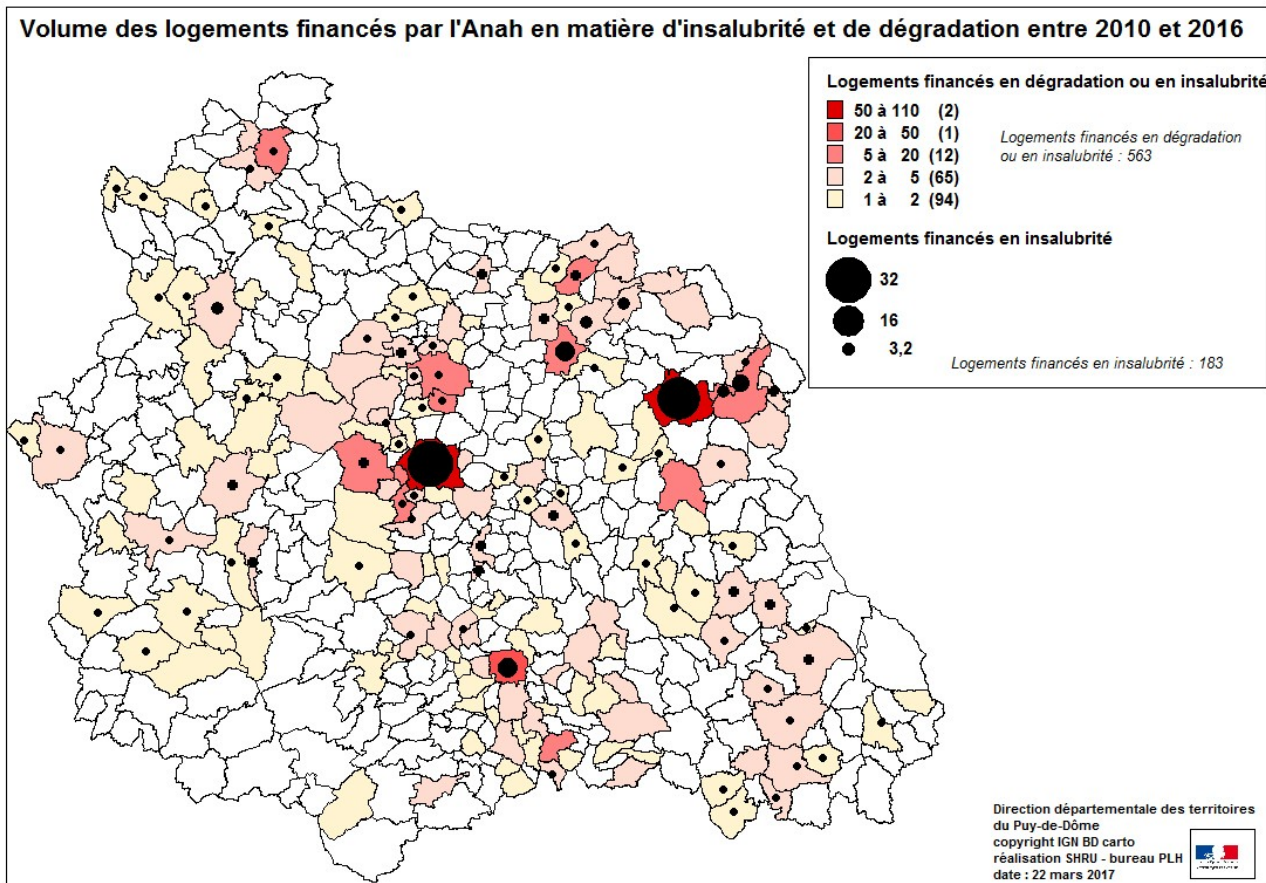 Volume des logements financés par l'Anah en matière d'insalubrité et de dégradation entre 2010 et 2016
Logements financés en dégradation ou en insalubrité
50 à 110 (2)
20 à 50 (1)
5 à 20 (12)
2 à 5 (65)
1 à 2 (94)
Logements financés en dégradation
ou en insalubrité : 563
Logements financés en insalubrité
32
16
3,2
Logements financés en insalubrité : 183
Direction départementale des territoires
du Puy-de-Dôme
copyright IGN BD carto
réalisation SHRU - bureau PLH
date : 22 mars 2017